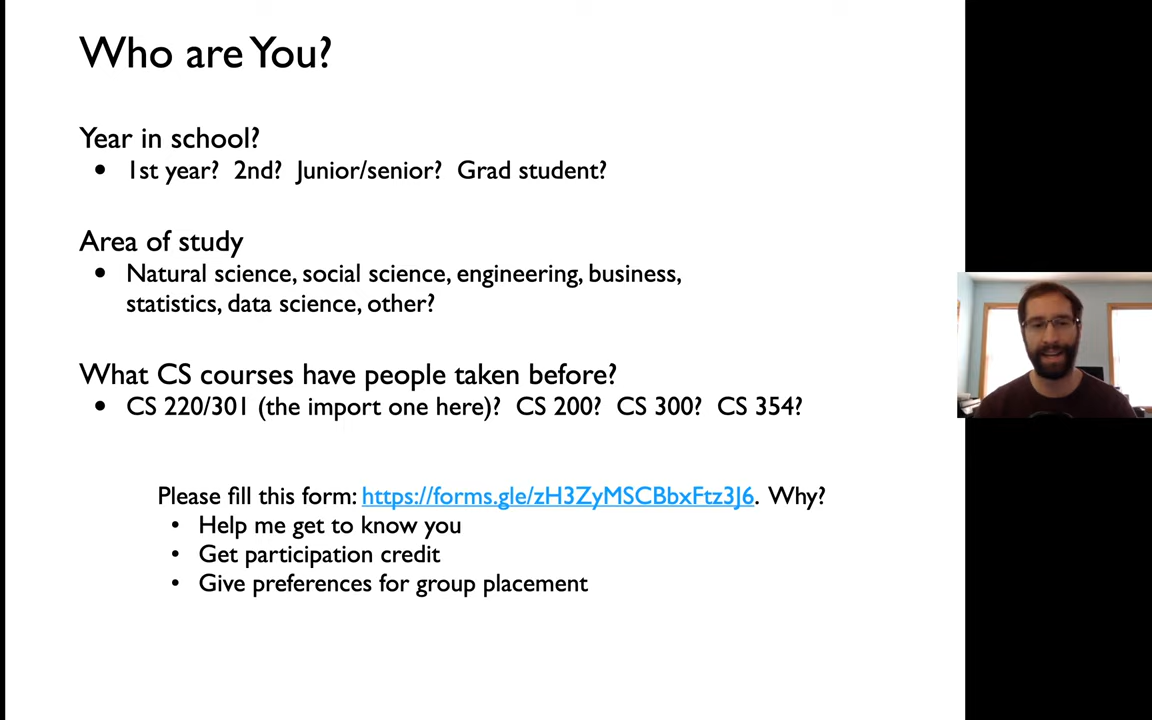 Who are You?
Year in school?
• 1st year? 2nd? Junior/senior? Grad student?
Area of study
• Natural science, social science, engineering, business,
statistics, data science, other?
What CS courses have people taken before?
• CS 220/301 (the import one here)? CS 200? CS 300? CS 354?
Please fill this form: https://forms.gle/zH3ZyMSCBbxFtz3J6. Why?
• Help me get to know you
• Get participation credit
• Give preferences for group placement